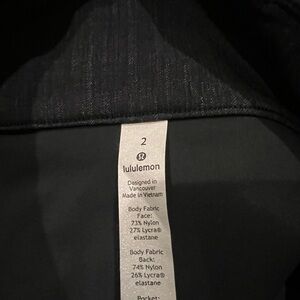 2
lululemon
Designed in
Vancouver
Made in Vietnam
Body Fabric
Face:
73% Nylon
27% Lycra®
elastane
Body Fabric
Back:
74% Nylon
26% Lycra®
elastane
Pocket: